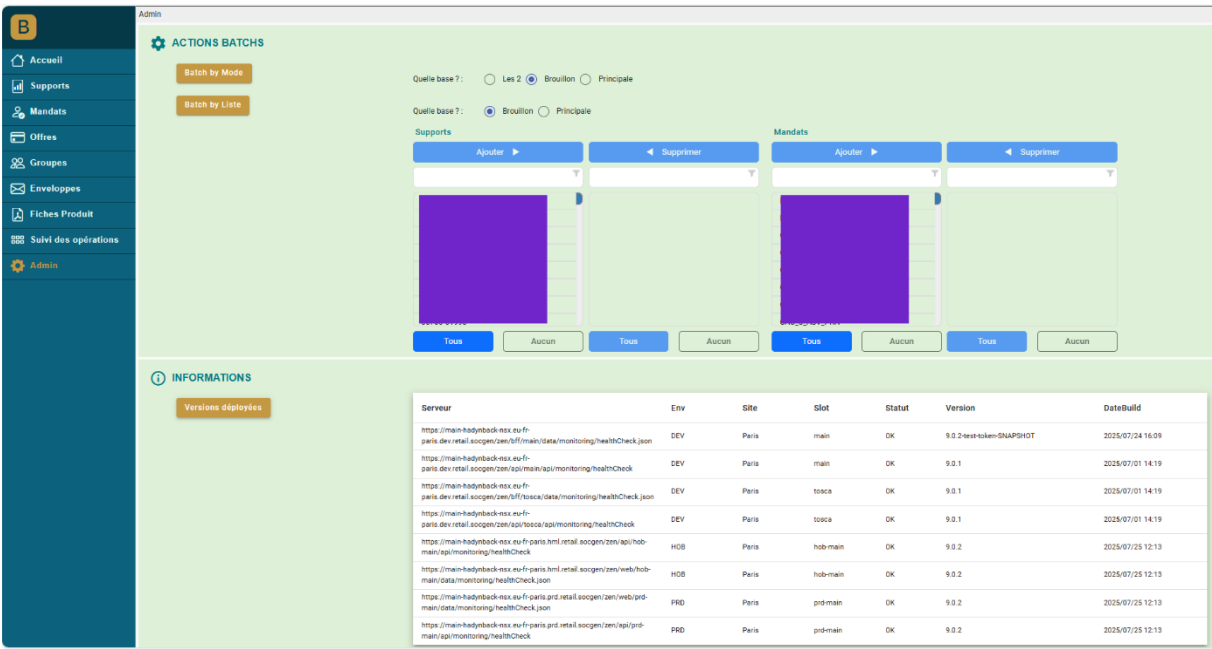 B
Admin
Accueil
Supports
Mandats
Offres
Groupes
Enveloppes
Fiches Produit
Suivi des opérations
Admin
ACTIONS BATCHS
Batch by Mode
Quelle base ? : Les 2 Brouillon Principale
Batch by Liste
Quelle base ? : Brouillon Principale
Supports Mandats
Ajouter Supprimer Ajouter Supprimer
Tous Aucun Tous Aucun Tous Aucun Tous Aucun
INFORMATIONS
Versions déployées
Serveur Env Site Slot Statut Version DateBuild
https://main-hadynback-nsx.eu-fr-
paris.dev.retail.socgen/zen/bff/main/data/monitoring/healthCheck.json DEV Paris main OK 9.0.2-test-token-SNAPSHOT 2025/07/24 16:09
https://main-hadynback-nsx.eu-fr-
paris.dev.retail.socgen/zen/api/main/api/monitoring/healthCheck DEV Paris main OK 9.0.1 2025/07/01 14:19
https://main-hadynback-nsx.eu-fr-
paris.dev.retail.socgen/zen/bff/tosca/data/monitoring/healthCheck.json DEV Paris tosca OK 9.0.1 2025/07/01 14:19
https://main-hadynback-nsx.eu-fr-
paris.dev.retail.socgen/zen/api/tosca/api/monitoring/healthCheck DEV Paris tosca OK 9.0.1 2025/07/01 14:19
https://main-hadynback-nsx.eu-fr-paris.hml.retail.socgen/zen/api/hob-
main/api/monitoring/healthCheck HOB Paris hob-main OK 9.0.2 2025/07/25 12:13
https://main-hadynback-nsx.eu-fr-paris.hml.retail.socgen/zen/web/hob-
main/data/monitoring/healthCheck.json HOB Paris hob-main OK 9.0.2 2025/07/25 12:13
https://main-hadynback-nsx.eu-fr-paris.prd.retail.socgen/zen/web/prd-
main/data/monitoring/healthCheck.json PRD Paris prd-main OK 9.0.2 2025/07/25 12:13
https://main-hadynback-nsx.eu-fr-paris.prd.retail.socgen/zen/api/prd-
main/api/monitoring/healthCheck PRD Paris prd-main OK 9.0.2 2025/07/25 12:13